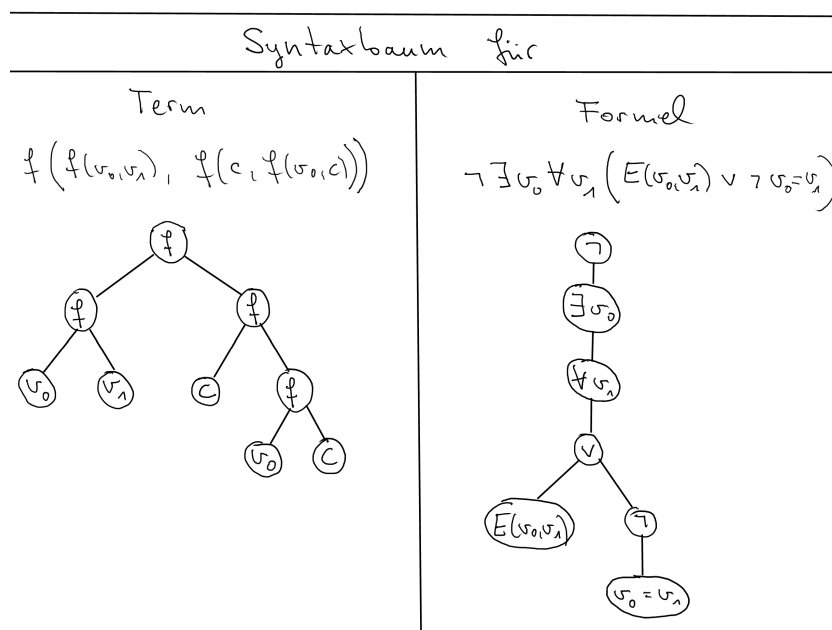 Syntaxbaum für
Term
f(f(v₀,v₁), f(c, f(v₀,c)))
f
f f
v₀ v₁ c f
v₀ c
Formel
¬∃v₀∀v₁(E(v₀,v₁) ∨ ¬v₀=v₁)
¬
∃v₀
∀v₁
∨
E(v₀,v₁) ¬
v₀=v₁